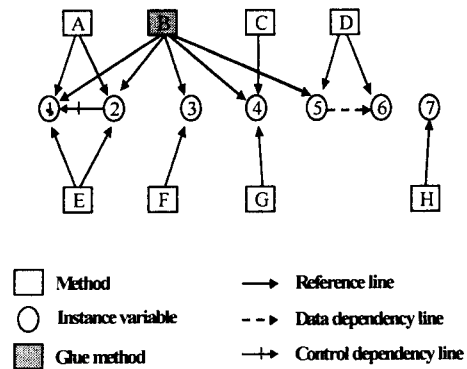 A B C D
1 2 3 4 5 6 7
E F G H
Method
Reference line
Instance variable
Data dependency line
Glue method
Control dependency line